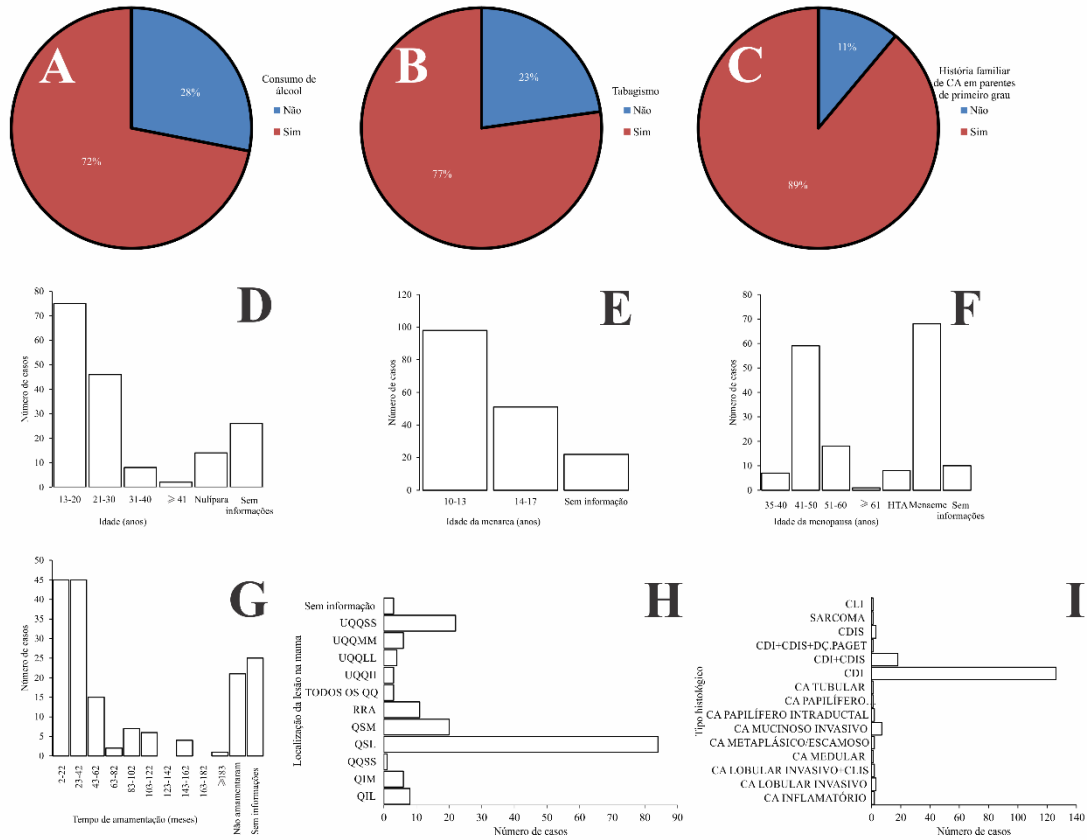 A
28%
72%
Consumo de
álcool
Não
Sim
B
23%
77%
Tabagismo
Não
Sim
C
11%
89%
História familiar
de CA em parentes
de primeiro grau
Não
Sim
D
Número de casos
80
70
60
50
40
30
20
10
0
13-20 21-30 31-40 ≥ 41 Nulípara Sem
informações
Idade (anos)
E
Número de casos
120
100
80
60
40
20
0
10-13 14-17 Sem informação
Idade da menarca (anos)
F
Número de casos
80
70
60
50
40
30
20
10
0
35-40 41-50 51-60 ≥ 61 HTA Menacme Sem
informações
Idade da menopausa (anos)
G
Número de casos
50
45
40
35
30
25
20
15
10
5
0
2-22
23-42
43-62
63-82
83-102
103-122
123-142
143-162
163-182
≥183
Não amamentaram
Sem informações
Tempo de amamentação (meses)
H
Localização da lesão na mama
Sem informação
UQQSS
UQQMM
UQQLL
UQQII
TODOS OS QQ
RRA
QSM
QSL
QQSS
QIM
QIL
0 10 20 30 40 50 60 70 80 90
Número de casos
I
Tipo histológico
CLI
SARCOMA
CDIS
CDI+CDIS+DÇ.PAGET
CDI+CDIS
CDI
CA TUBULAR
CA PAPILÍFERO...
CA PAPILÍFERO INTRADUCTAL
CA MUCINOSO INVASIVO
CA METAPLÁSICO/ESCAMOSO
CA MEDULAR
CA LOBULAR INVASIVO+CLIS
CA LOBULAR INVASIVO
CA INFLAMATÓRIO
0 20 40 60 80 100 120 140
Número de casos